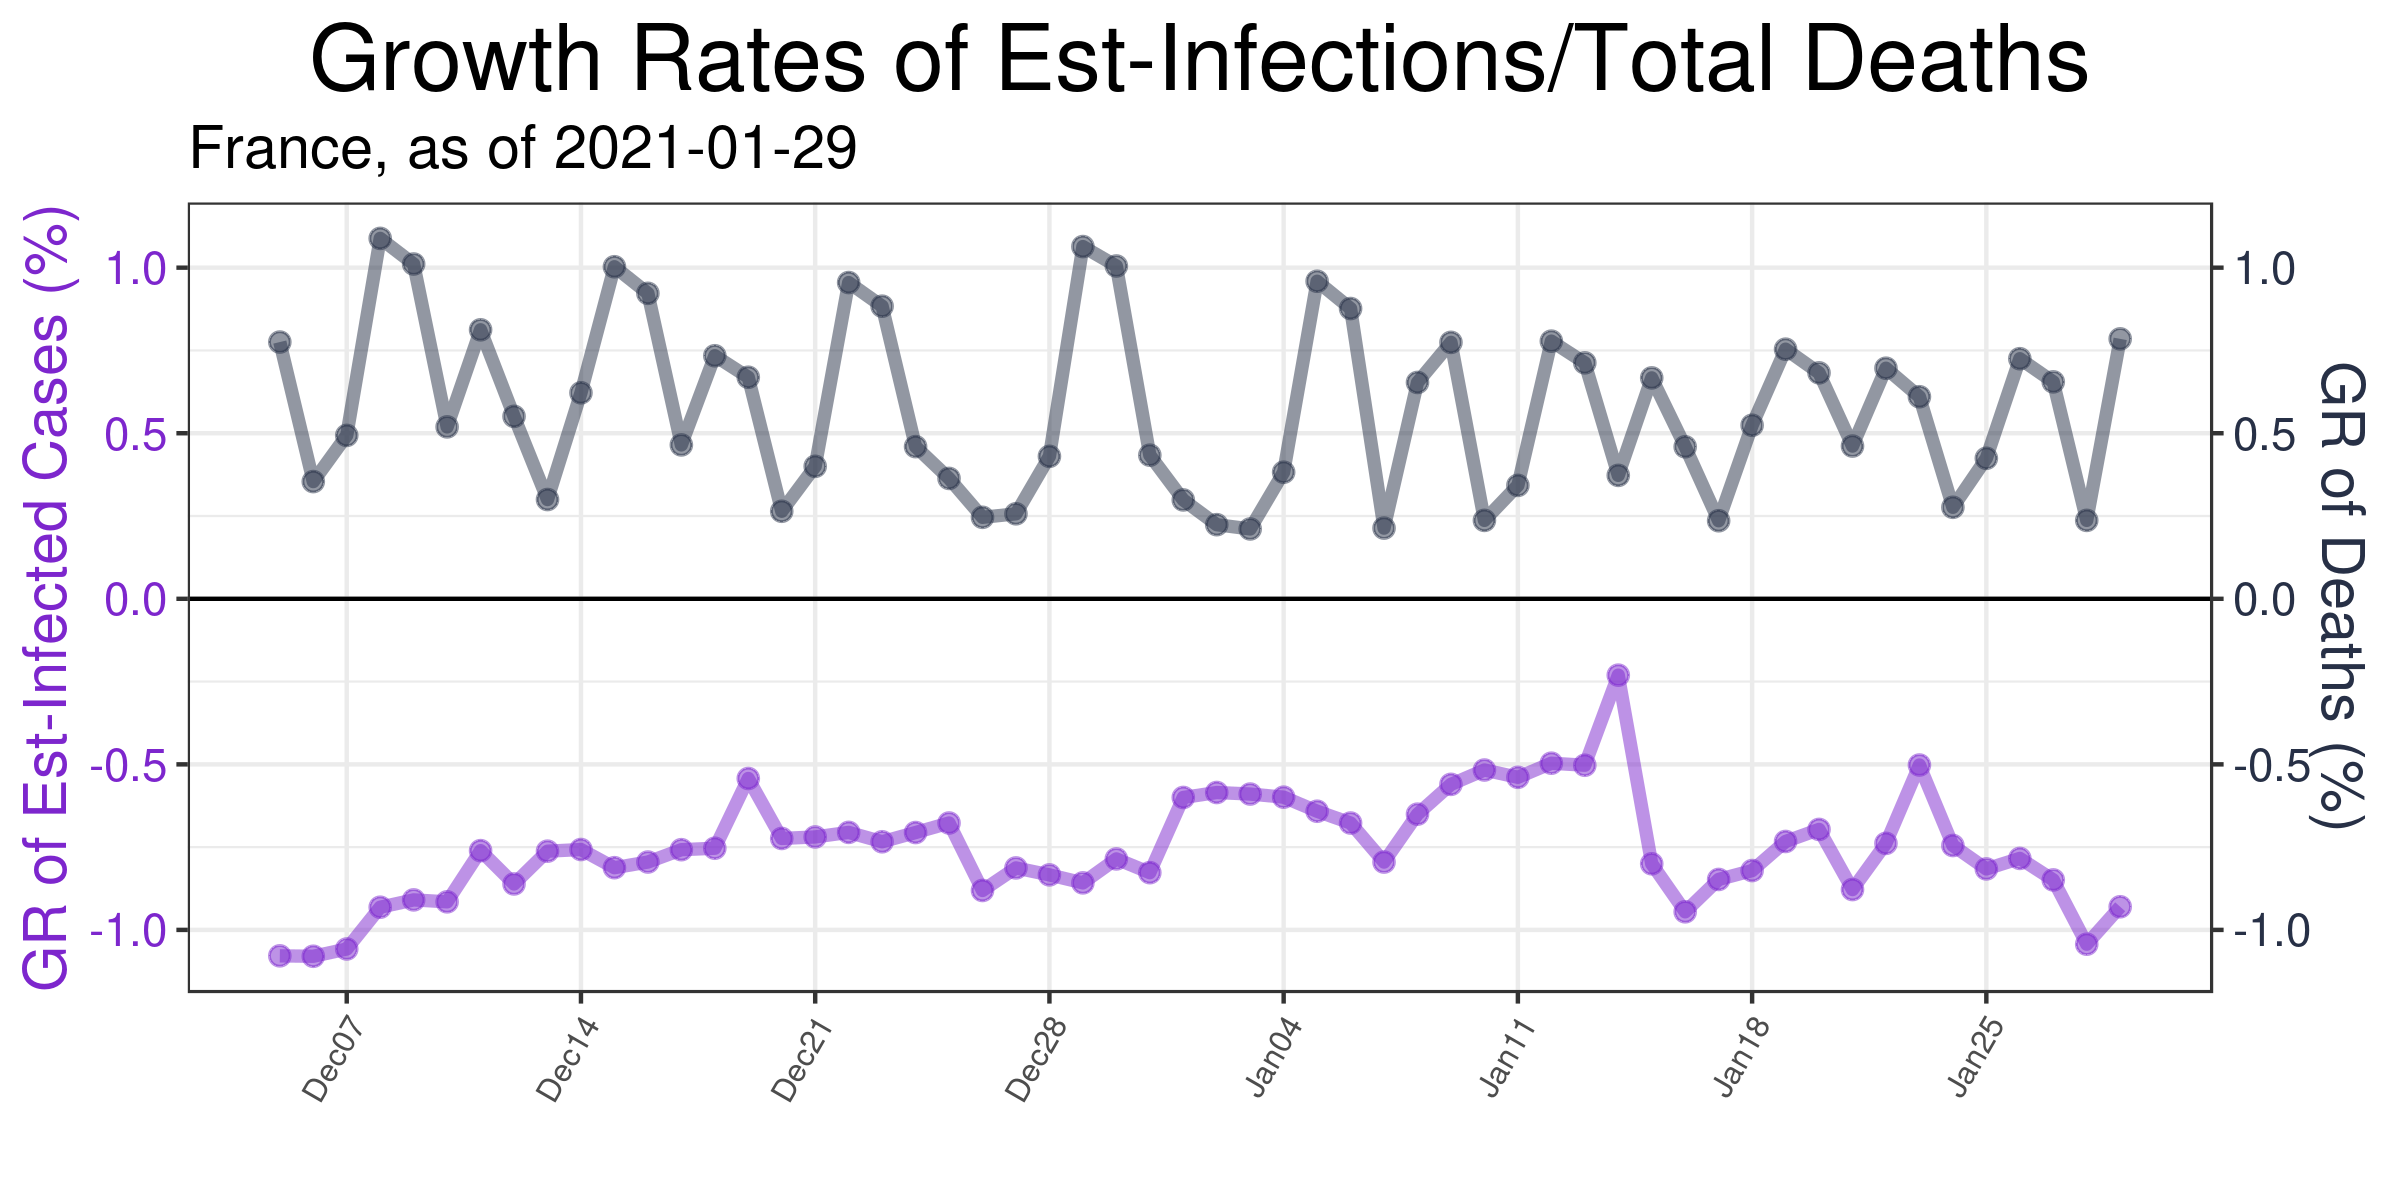 Growth Rates of Est-Infections/Total Deaths
France, as of 2021-01-29
GR of Est-Infected Cases (%)
1.0
0.5
0.0
-0.5
-1.0
1.0
0.5
0.0
-0.5
-1.0
GR of Deaths (%)
Dec07
Dec14
Dec21
Dec28
Jan04
Jan11
Jan18
Jan25